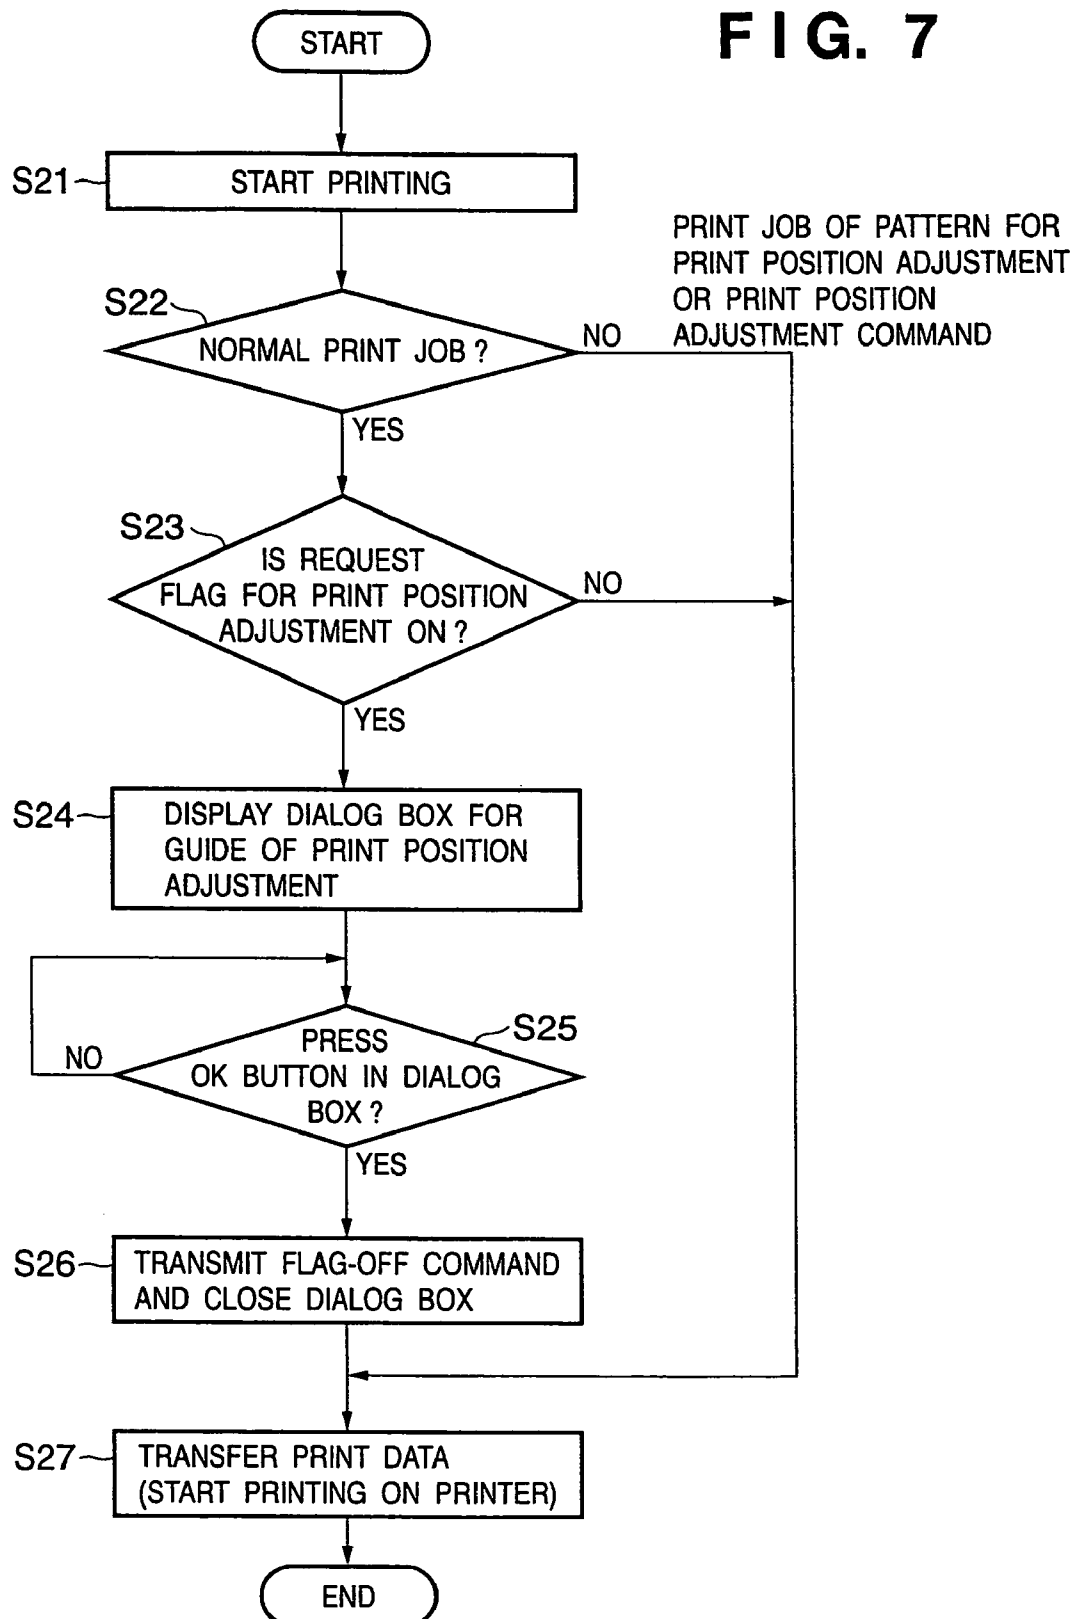 FIG. 7
START
S21
START PRINTING
PRINT JOB OF PATTERN FOR
PRINT POSITION ADJUSTMENT
OR PRINT POSITION
ADJUSTMENT COMMAND
S22
NORMAL PRINT JOB?
NO
YES
S23
IS REQUEST
FLAG FOR PRINT POSITION
ADJUSTMENT ON?
NO
YES
S24
DISPLAY DIALOG BOX FOR
GUIDE OF PRINT POSITION
ADJUSTMENT
S25
PRESS
OK BUTTON IN DIALOG
BOX?
NO
YES
S26
TRANSMIT FLAG-OFF COMMAND
AND CLOSE DIALOG BOX
S27
TRANSFER PRINT DATA
(START PRINTING ON PRINTER)
END